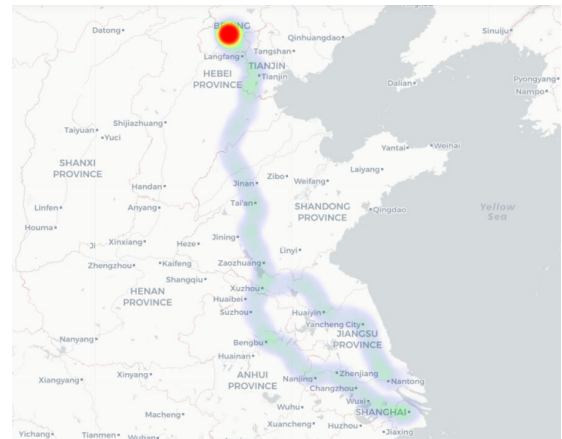 BEIJING
Datong
Qinhuangdao
Sinuiju
Tangshan
Langfang
TIANJIN
Tianjin
HEBEI
PROVINCE
Pyongyang
Dalian
Nampo
Shijiazhuang
Taiyuan
Yuci
Yantai
Weihai
SHANXI
PROVINCE
Laiyang
Zibo
Weifang
Jinan
Handan
Tai'an
Linfen
Anyang
SHANDONG
PROVINCE
Qingdao
Yellow
Sea
Houma
Ji
Xinxiang
Heze
Jining
Linyi
Zhengzhou
Kaifeng
Zaozhuang
Shangqiu
Xuzhou
HENAN
PROVINCE
Huaibei
Suzhou
Huaiyin
Yancheng City
JIANGSU
PROVINCE
Nanyang
Bengbu
Huainan
Xiangyang
Xinyang
ANHUI
PROVINCE
Nanjing
Zhenjiang
Nantong
Changzhou
Wuxi
SHANGHAI
Wuhu
Macheng
Xuancheng
Huzhou
Jiaxing
Yichang
Tianmen
Wuhan